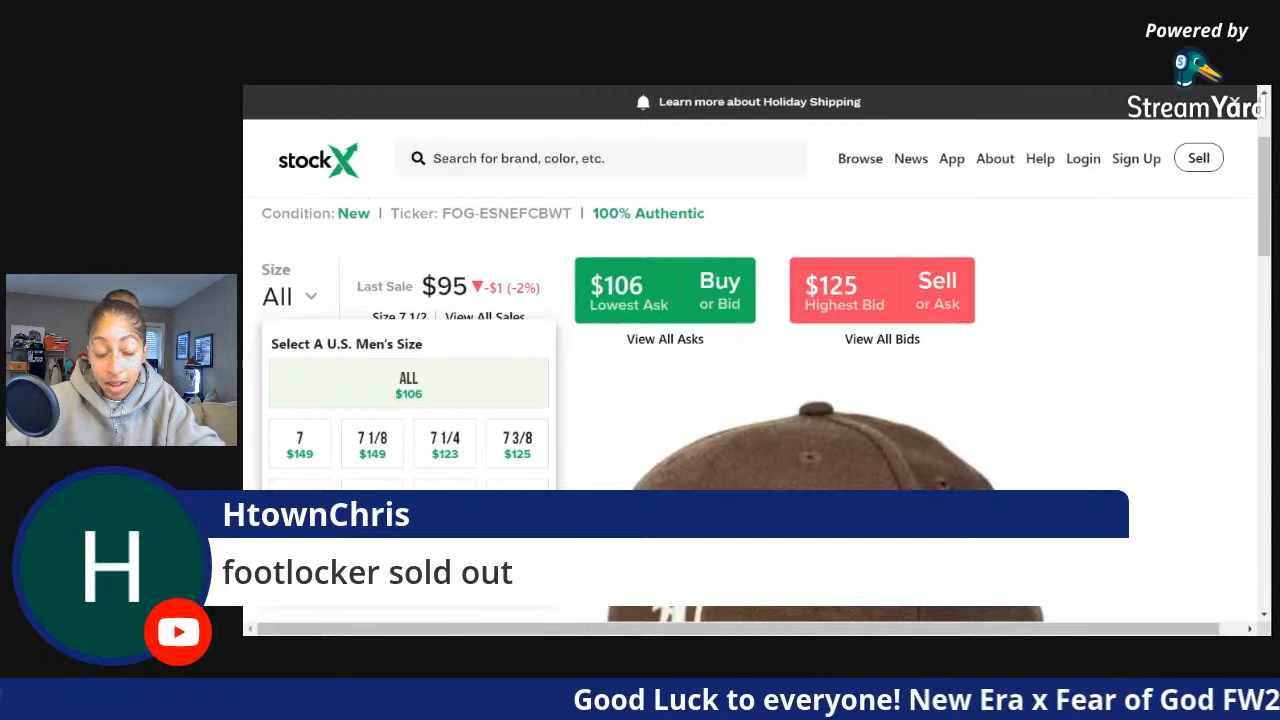 Powered by
S
StreamYard
Learn more about Holiday Shipping
stockX
Search for brand, color, etc.
Browse News App About Help Login Sign Up Sell
Condition: New | Ticker: FOG-ESNEFCBWT | 100% Authentic
Size
All
Last Sale $95 ▼-$1 (-2%)
Size 7 1/2 | View All Sales
$106 Buy
Lowest Ask or Bid
View All Asks
$125 Sell
Highest Bid or Ask
View All Bids
Select A U.S. Men's Size
ALL
$106
7 7 1/8 7 1/4 7 3/8
$149 $149 $123 $125
H
HtownChris
footlocker sold out
Good Luck to everyone! New Era x Fear of God FW2